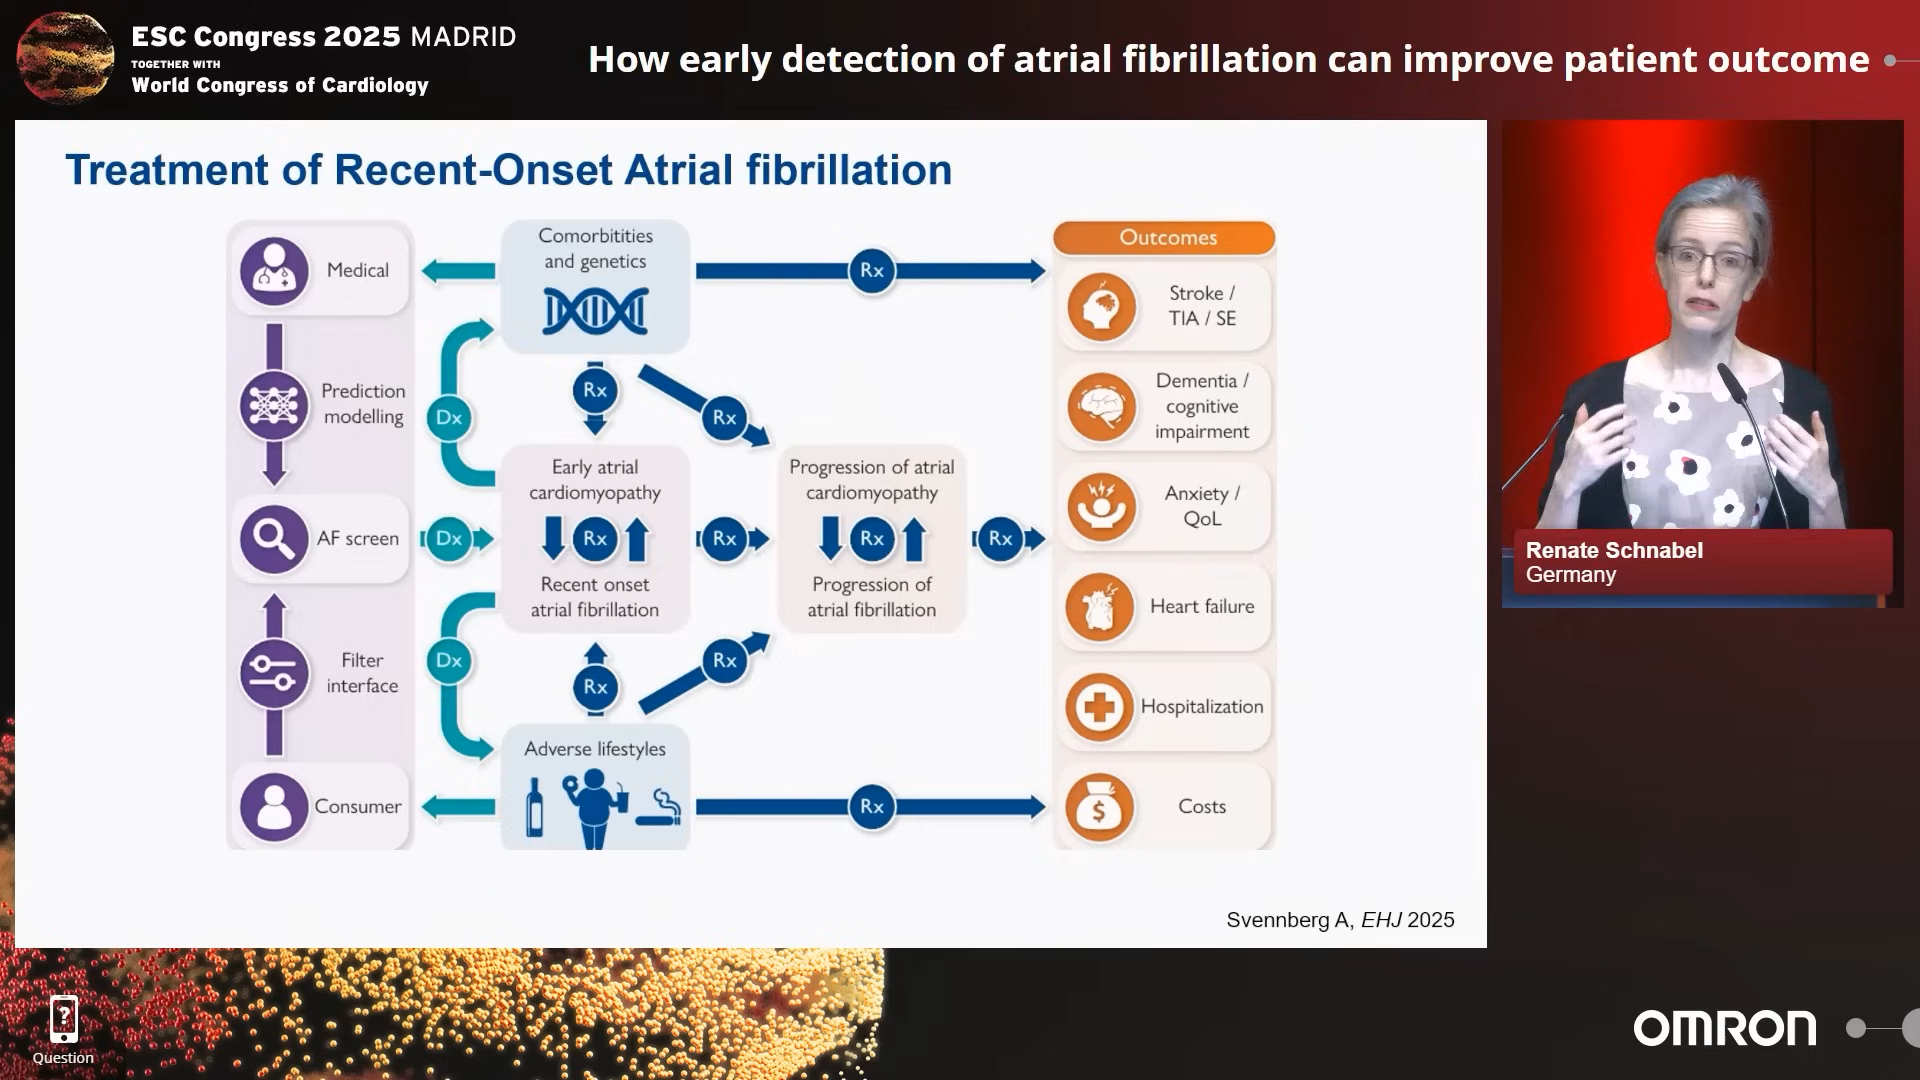 ESC Congress 2025 MADRID
TOGETHER WITH
World Congress of Cardiology
How early detection of atrial fibrillation can improve patient outcome
Treatment of Recent-Onset Atrial fibrillation
Medical
Prediction
modelling
AF screen
Filter
interface
Consumer
Dx
Dx
Dx
Comorbitities
and genetics
Rx
Rx
Rx
Early atrial
cardiomyopathy
Rx
Recent onset
atrial fibrillation
Rx
Progression of atrial
cardiomyopathy
Rx
Progression of
atrial fibrillation
Rx
Rx
Rx
Adverse lifestyles
Rx
Outcomes
Stroke /
TIA / SE
Dementia /
cognitive
impairment
Anxiety /
QoL
Heart failure
Hospitalization
$
Costs
Svennberg A, EHJ 2025
Renate Schnabel
Germany
?
Question
OMRON